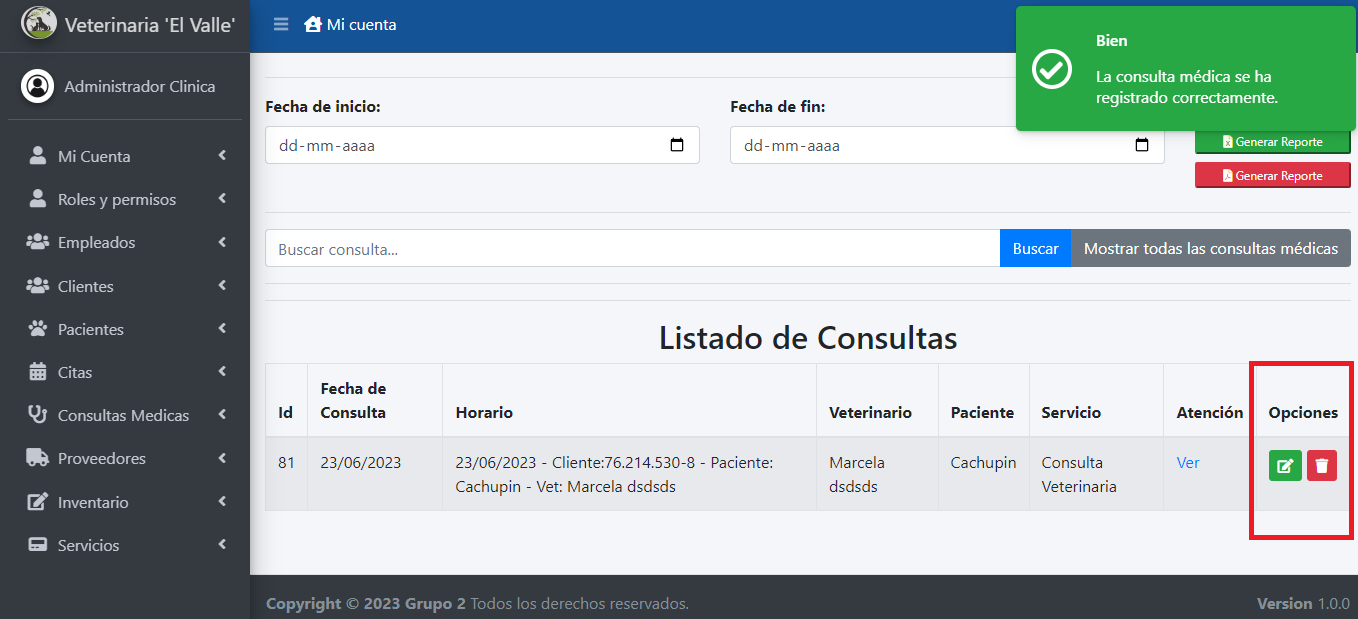 Veterinaria 'El Valle'
Mi cuenta
Bien
La consulta médica se ha
registrado correctamente.
Administrador Clinica
Mi Cuenta
Roles y permisos
Empleados
Clientes
Pacientes
Citas
Consultas Medicas
Proveedores
Inventario
Servicios
Fecha de inicio:
Fecha de fin:
dd-mm-aaaa
dd-mm-aaaa
Generar Reporte
Generar Reporte
Buscar consulta...
Buscar
Mostrar todas las consultas médicas
Listado de Consultas
Id
Fecha de
Consulta
Horario
Veterinario
Paciente
Servicio
Atención
Opciones
81
23/06/2023
23/06/2023 - Cliente:76.214.530-8 - Paciente:
Cachupin - Vet: Marcela dsdsds
Marcela
dsdsds
Cachupin
Consulta
Veterinaria
Ver
Copyright © 2023 Grupo 2 Todos los derechos reservados.
Version 1.0.0